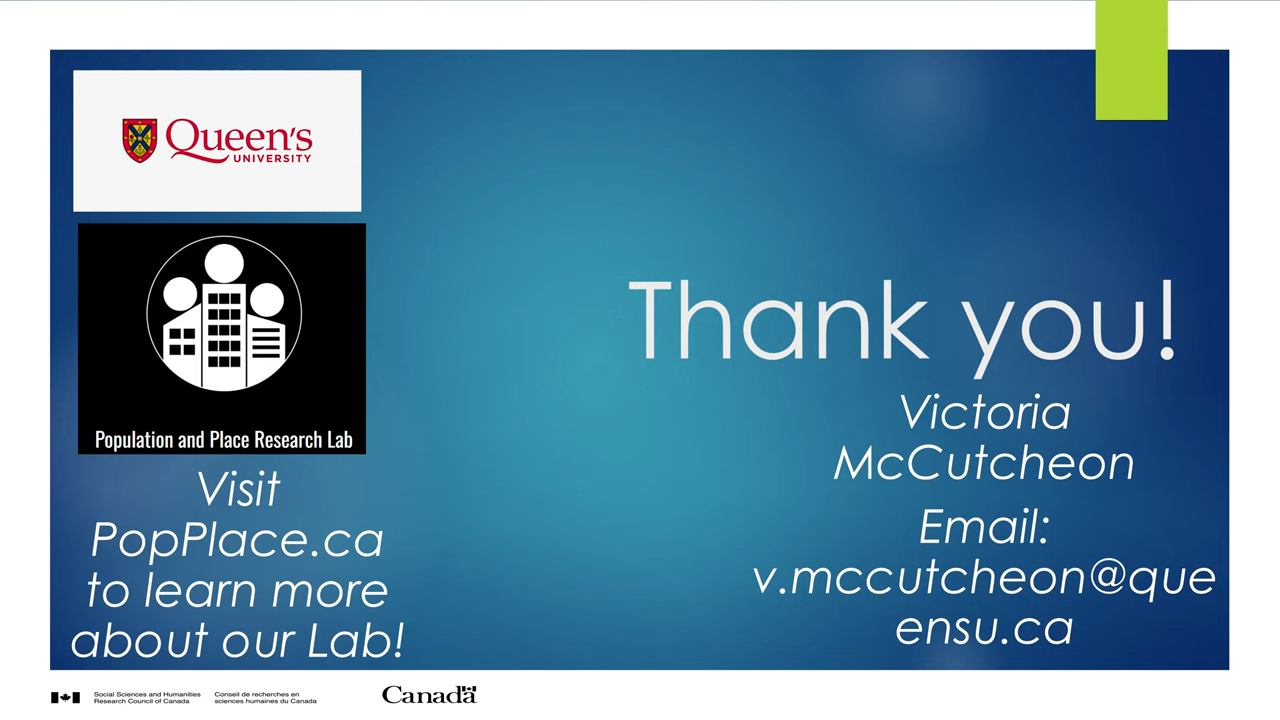 Queen's
UNIVERSITY
Population and Place Research Lab
Visit
PopPlace.ca
to learn more
about our Lab!
Thank you!
Victoria
McCutcheon
Email:
v.mccutcheon@que
ensu.ca
Social Sciences and Humanities
Research Council of Canada
Conseil de recherches en
sciences humaines du Canada
Canada